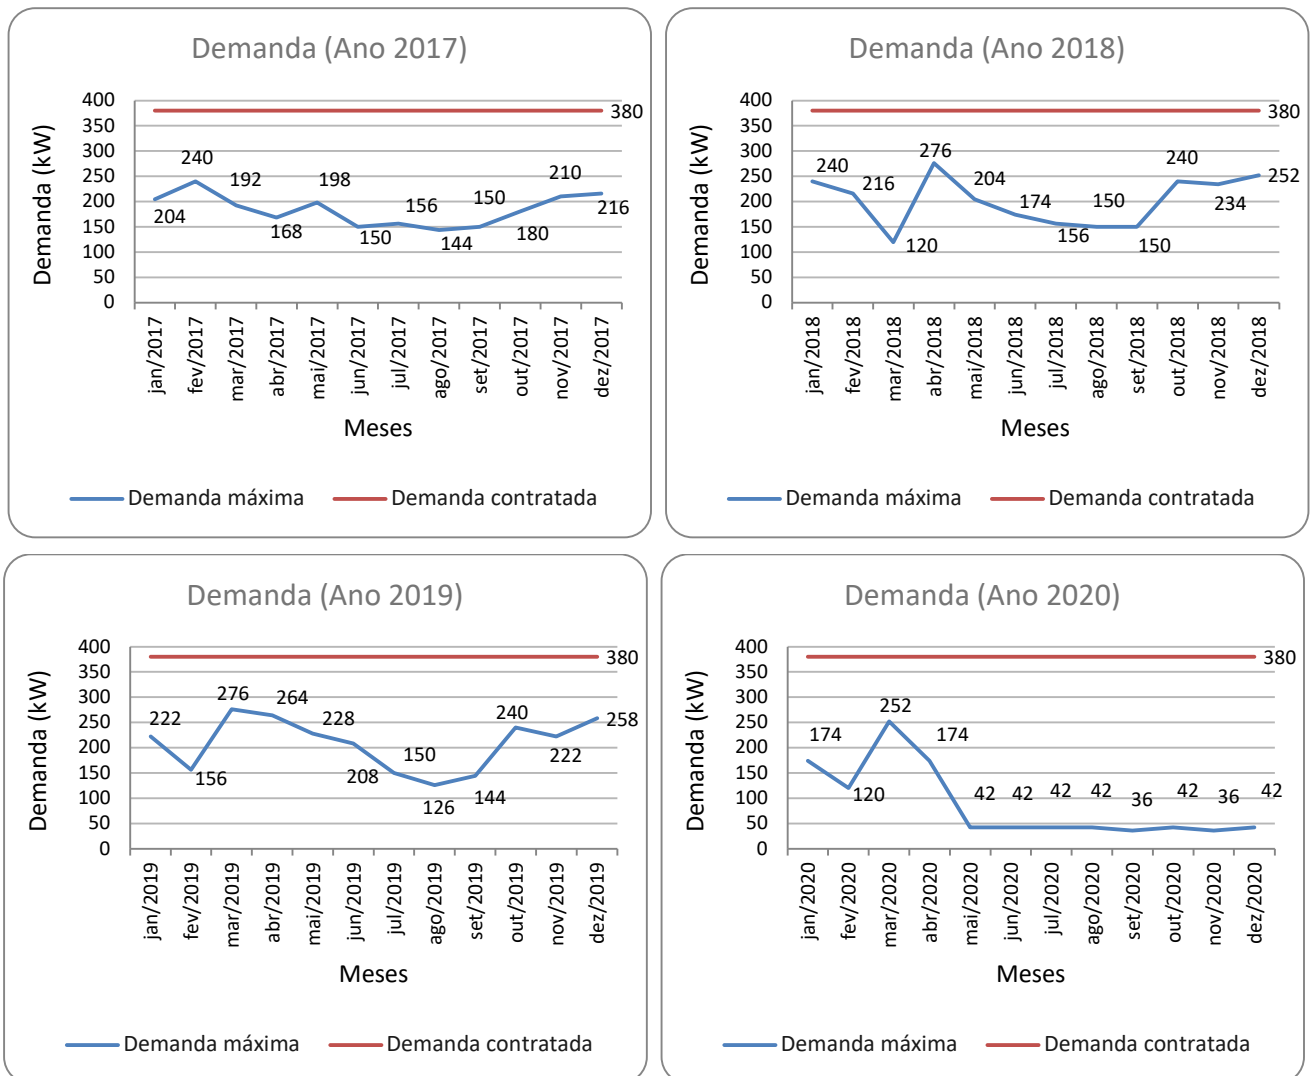 Demanda (Ano 2017)
Demanda (kW)
400
350
300
250
200
150
100
50
0
204
240
192
168
198
150
156
144
150
180
210
216
380
jan/2017
fev/2017
mar/2017
abr/2017
mai/2017
jun/2017
jul/2017
ago/2017
set/2017
out/2017
nov/2017
dez/2017
Meses
Demanda máxima Demanda contratada
Demanda (Ano 2018)
Demanda (kW)
400
350
300
250
200
150
100
50
0
240
216
120
276
204
174
156
150
150
240
234
252
380
jan/2018
fev/2018
mar/2018
abr/2018
mai/2018
jun/2018
jul/2018
ago/2018
set/2018
out/2018
nov/2018
dez/2018
Meses
Demanda máxima Demanda contratada
Demanda (Ano 2019)
Demanda (kW)
400
350
300
250
200
150
100
50
0
222
156
276
264
228
208
150
126
144
240
222
258
380
jan/2019
fev/2019
mar/2019
abr/2019
mai/2019
jun/2019
jul/2019
ago/2019
set/2019
out/2019
nov/2019
dez/2019
Meses
Demanda máxima Demanda contratada
Demanda (Ano 2020)
Demanda (kW)
400
350
300
250
200
150
100
50
0
174
120
252
174
42
42
42
42
36
42
36
42
380
jan/2020
fev/2020
mar/2020
abr/2020
mai/2020
jun/2020
jul/2020
ago/2020
set/2020
out/2020
nov/2020
dez/2020
Meses
Demanda máxima Demanda contratada